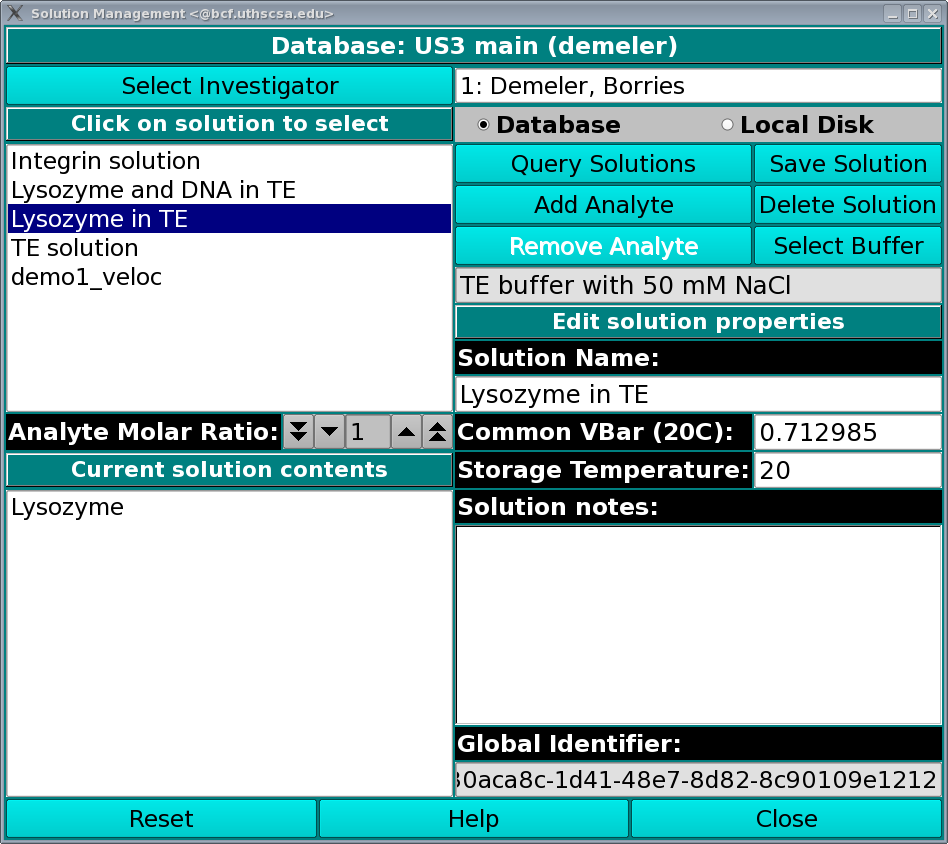 Solution Management <@bcf.uthscsa.edu>
Database: US3 main (demeler)
Select Investigator
1: Demeler, Borries
Click on solution to select
Database
Local Disk
Integrin solution
Lysozyme and DNA in TE
Lysozyme in TE
TE solution
demo1_veloc
Query Solutions
Save Solution
Add Analyte
Delete Solution
Remove Analyte
Select Buffer
TE buffer with 50 mM NaCl
Edit solution properties
Solution Name:
Lysozyme in TE
Analyte Molar Ratio:
1
Common VBar (20C):
0.712985
Current solution contents
Storage Temperature:
20
Lysozyme
Solution notes:
Global Identifier:
0aca8c-1d41-48e7-8d82-8c90109e1212
Reset
Help
Close